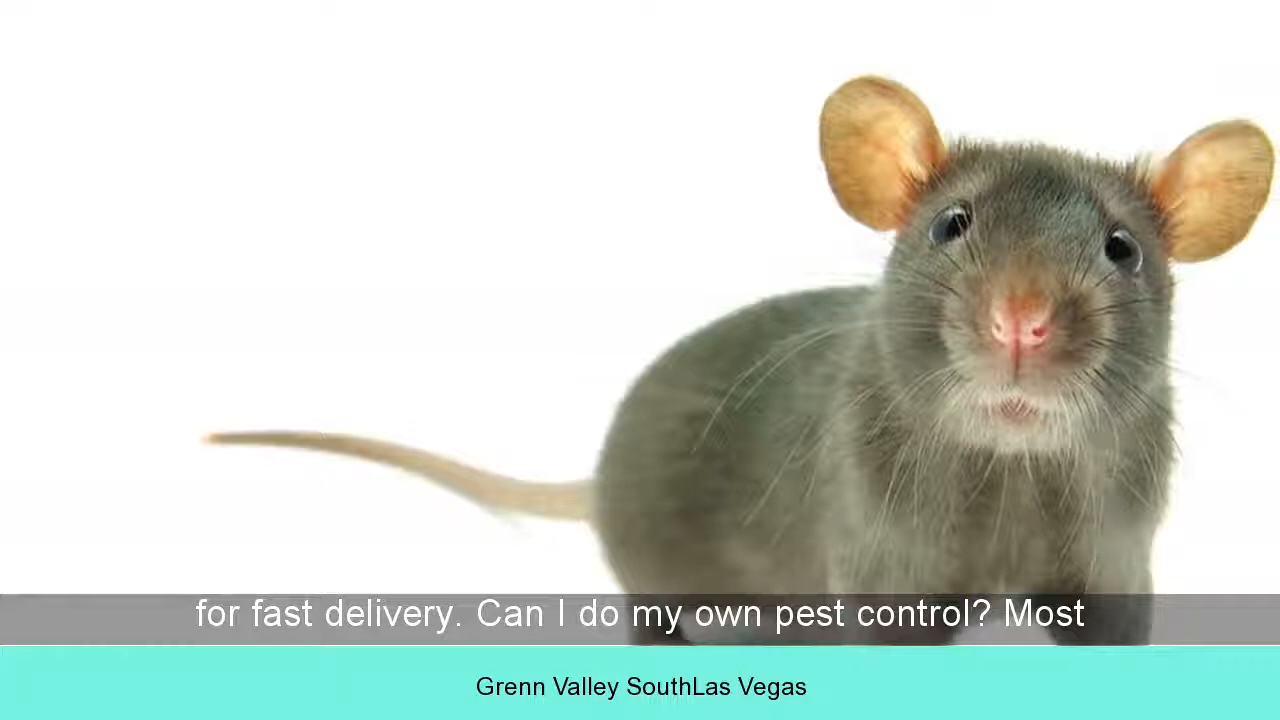 for fast delivery. Can I do my own pest control? Most
Grenn Valley SouthLas Vegas